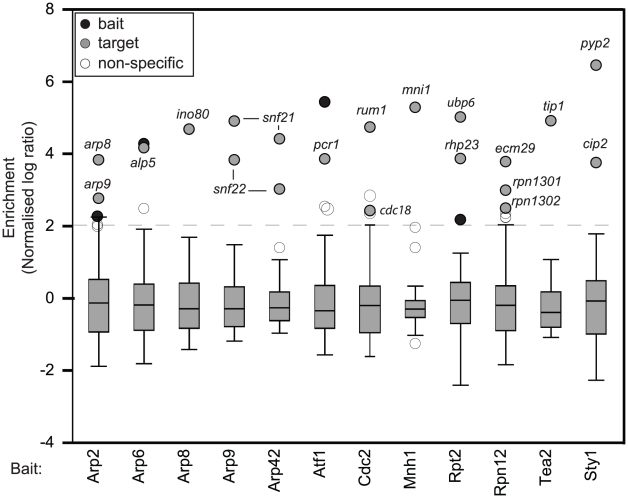 8
6
4
2
0
-2
-4
Enrichment
(Normalised log ratio)
bait
target
non-specific
arp8
arp9
alp5
ino80
snf21
snf22
pcr1
rum1
cdc18
mni1
ubp6
rhp23
ecm29
rpn1301
rpn1302
tip1
pyp2
cip2
Bait:
Arp2
Arp6
Arp8
Arp9
Arp42
Atf1
Cdc2
Mnh1
Rpt2
Rpn12
Tea2
Sty1